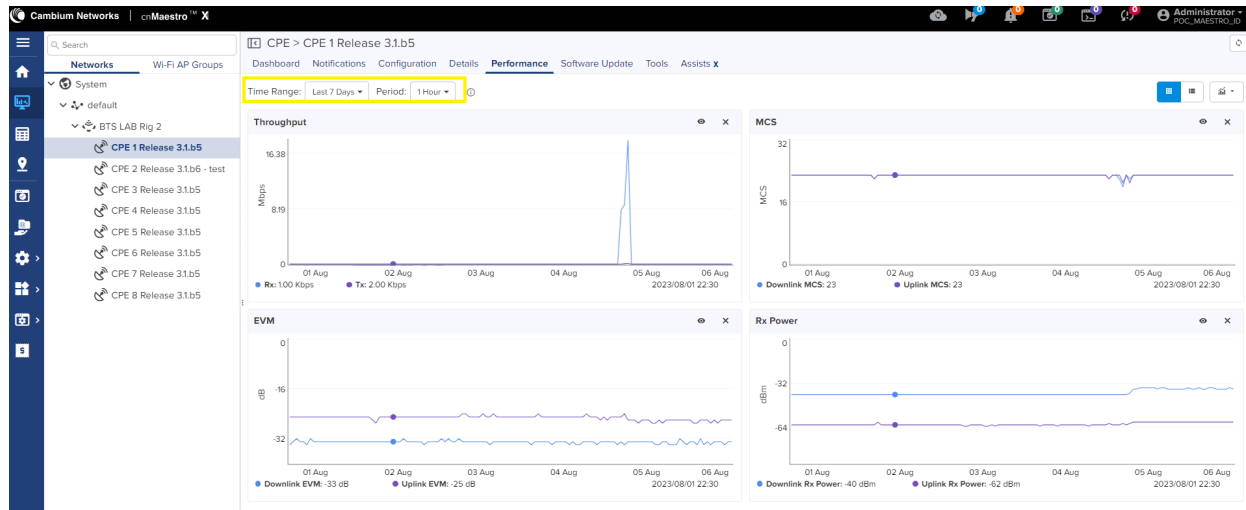 Cambium Networks | cnMaestro™ X
0 0 0 0 0
Administrator
POC_MAESTRO_ID
Search
Networks Wi-Fi AP Groups
System
default
BTS LAB Rig 2
CPE 1 Release 3.1.b5
CPE 2 Release 3.1.b6 - test
CPE 3 Release 3.1.b5
CPE 4 Release 3.1.b5
CPE 5 Release 3.1.b5
CPE 6 Release 3.1.b5
CPE 7 Release 3.1.b5
CPE 8 Release 3.1.b5
CPE > CPE 1 Release 3.1.b5
Dashboard Notifications Configuration Details Performance Software Update Tools Assists X
Time Range: Last 7 Days Period: 1 Hour
Throughput
16.38
8.19
0
Mbps
01 Aug 02 Aug 03 Aug 04 Aug 05 Aug 06 Aug
Rx: 1.00 Kbps Tx: 2.00 Kbps 2023/08/01 22:30
MCS
32
16
0
MCS
01 Aug 02 Aug 03 Aug 04 Aug 05 Aug 06 Aug
Downlink MCS: 23 Uplink MCS: 23 2023/08/01 22:30
EVM
0
-16
-32
dB
01 Aug 02 Aug 03 Aug 04 Aug 05 Aug 06 Aug
Downlink EVM: -33 dB Uplink EVM: -25 dB 2023/08/01 22:30
Rx Power
0
-32
-64
dBm
01 Aug 02 Aug 03 Aug 04 Aug 05 Aug 06 Aug
Downlink Rx Power: -40 dBm Uplink Rx Power: -62 dBm 2023/08/01 22:30